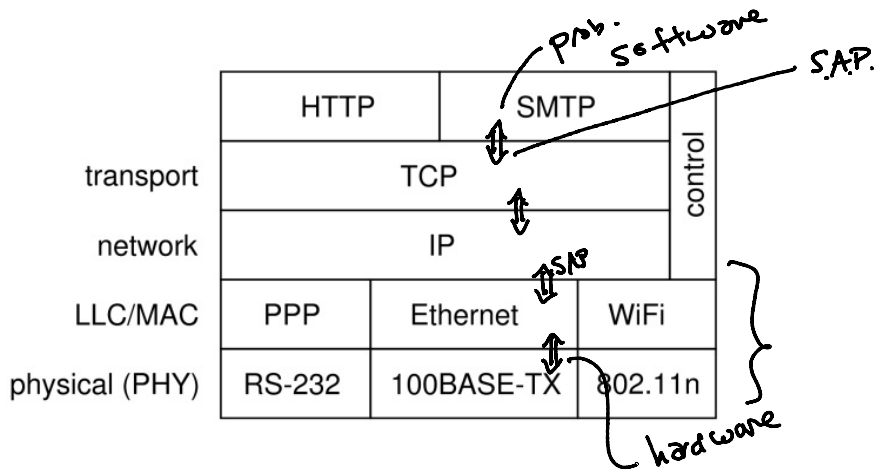 prob. software
S.A.P.
HTTP SMTP
control
transport TCP
network IP
SAP
LLC/MAC PPP Ethernet WiFi
physical (PHY) RS-232 100BASE-TX 802.11n
hardware